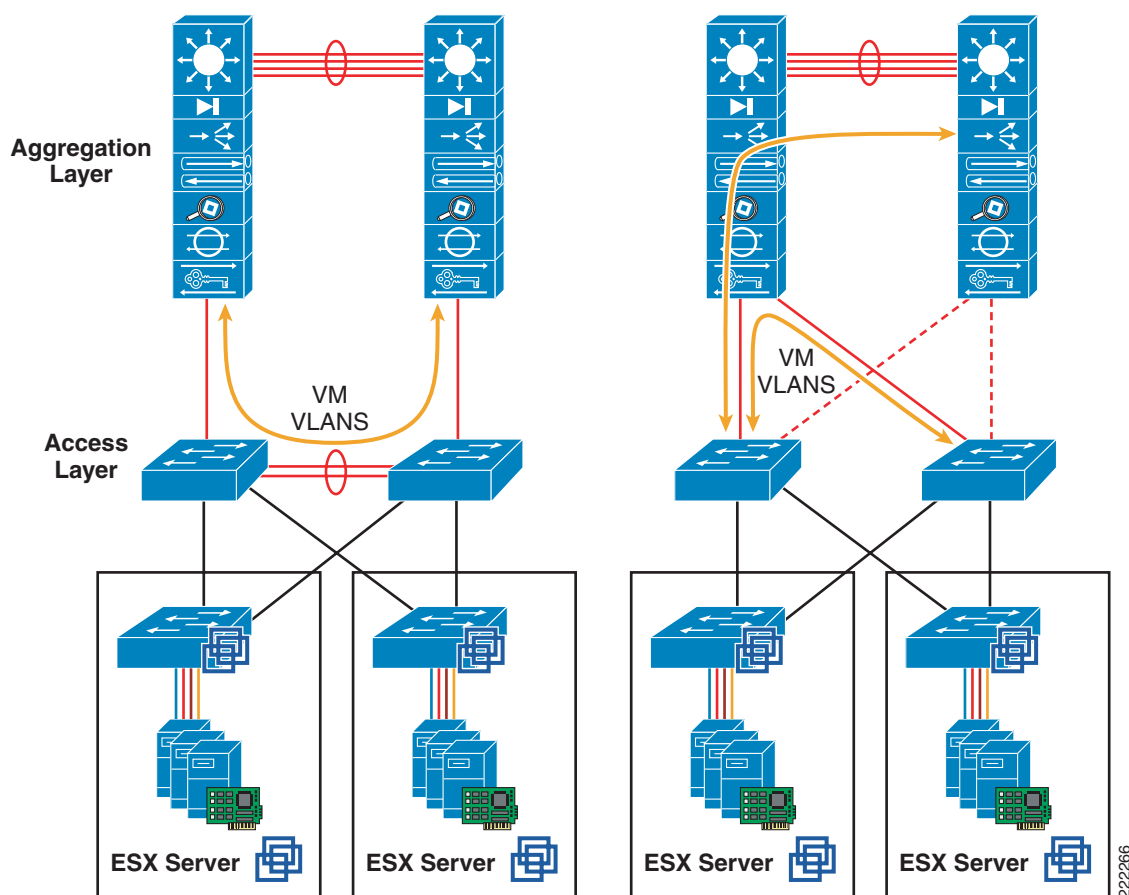 Aggregation
Layer
VM
VLANS
VM
VLANS
Access
Layer
ESX Server
ESX Server
ESX Server
ESX Server
222266